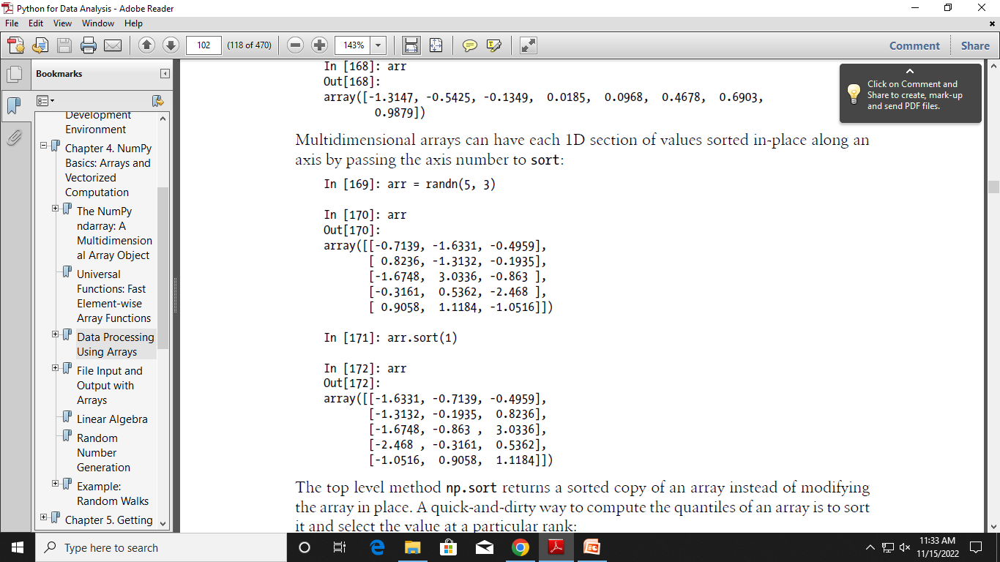 Python for Data Analysis - Adobe Reader
File Edit View Window Help
102 (118 of 470) 143% Comment Share
Bookmarks
Development
Environment
Chapter 4. NumPy
Basics: Arrays and
Vectorized
Computation
The NumPy
ndarray: A
Multidimension
al Array Object
Universal
Functions: Fast
Element-wise
Array Functions
Data Processing
Using Arrays
File Input and
Output with
Arrays
Linear Algebra
Random
Number
Generation
Example:
Random Walks
Chapter 5. Getting
In [168]: arr
Out[168]:
array([-1.3147, -0.5425, -0.1349,  0.0185,  0.0968,  0.4678,  0.6903,
        0.9879])
Multidimensional arrays can have each 1D section of values sorted in-place along an
axis by passing the axis number to sort:
In [169]: arr = randn(5, 3)
In [170]: arr
Out[170]:
array([[-0.7139, -1.6331, -0.4959],
       [ 0.8236, -1.3132, -0.1935],
       [-1.6748,  3.0336, -0.863 ],
       [-0.3161,  0.5362, -2.468 ],
       [ 0.9058,  1.1184, -1.0516]])
In [171]: arr.sort(1)
In [172]: arr
Out[172]:
array([[-1.6331, -0.7139, -0.4959],
       [-1.3132, -0.1935,  0.8236],
       [-1.6748, -0.863 ,  3.0336],
       [-2.468 , -0.3161,  0.5362],
       [-1.0516,  0.9058,  1.1184]])
The top level method np.sort returns a sorted copy of an array instead of modifying
the array in place. A quick-and-dirty way to compute the quantiles of an array is to sort
it and select the value at a particular rank:
Click on Comment and
Share to create, mark-up
and send PDF files.
Type here to search
11:33 AM
11/15/2022